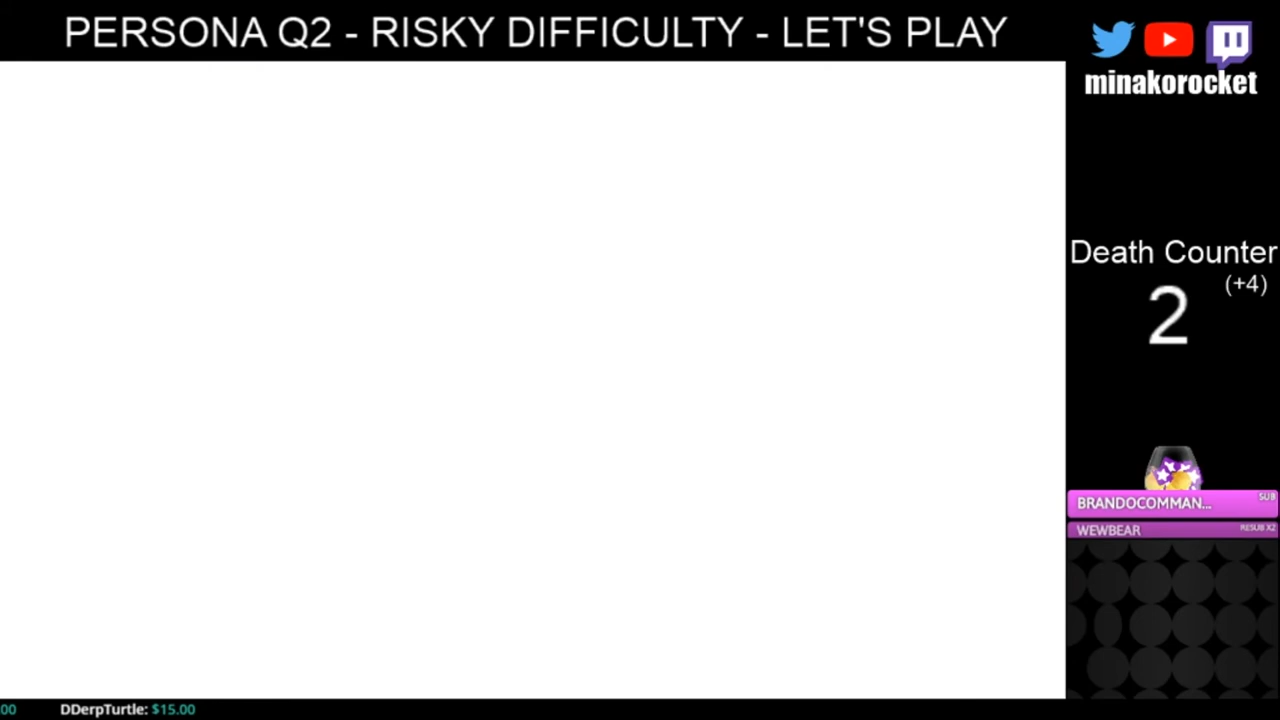 PERSONA Q2 - RISKY DIFFICULTY - LET'S PLAY
minakorocket
Death Counter
(+4)
2
BRANDOCOMMAN... SUB
WEWBEAR RESUB X2
00 DDerpTurtle: $15.00